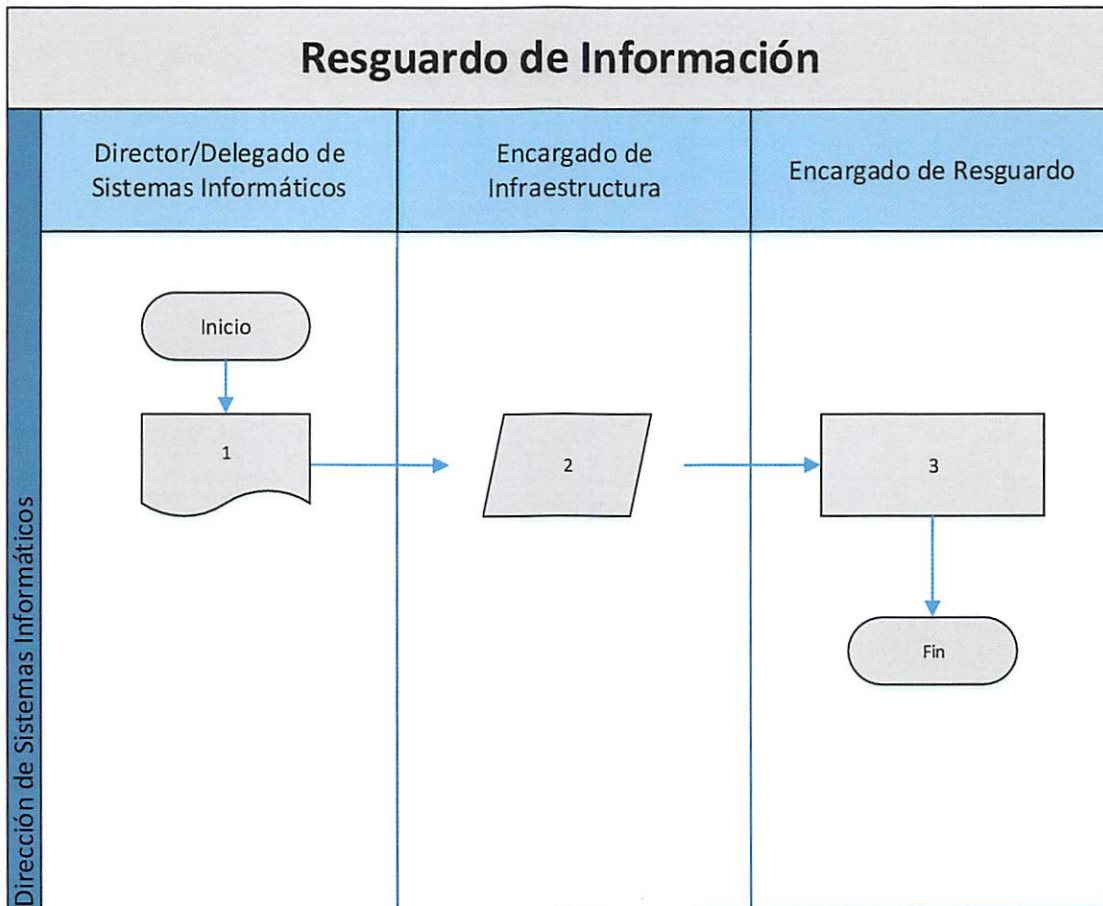 Resguardo de Información
Director/Delegado de
Sistemas Informáticos
Encargado de
Infraestructura
Encargado de Resguardo
Dirección de Sistemas Informáticos
Inicio
1
2
3
Fin